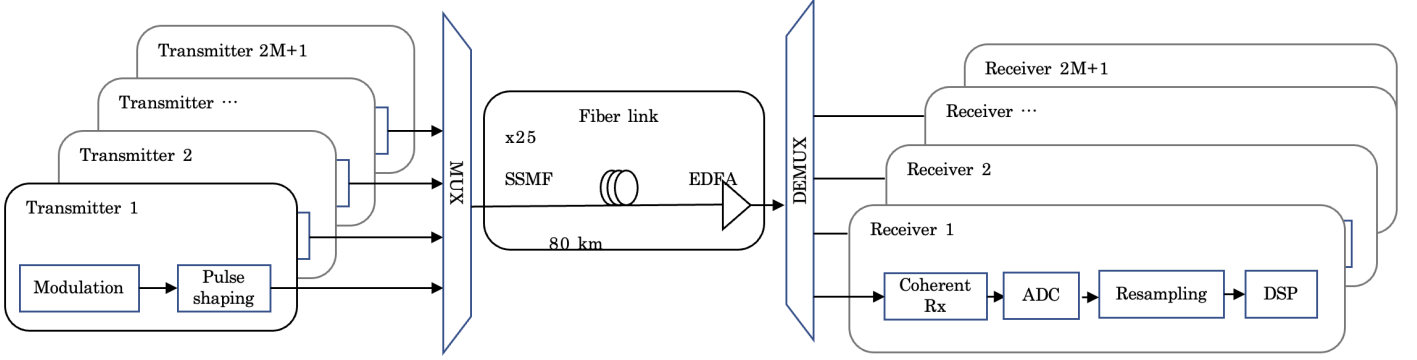 Transmitter 2M+1
Transmitter ⋯
Transmitter 2
Transmitter 1
Modulation
Pulse
shaping
MUX
Fiber link
x25
SSMF
EDFA
80 km
DEMUX
Receiver 2M+1
Receiver ⋯
Receiver 2
Receiver 1
Coherent
Rx
ADC
Resampling
DSP